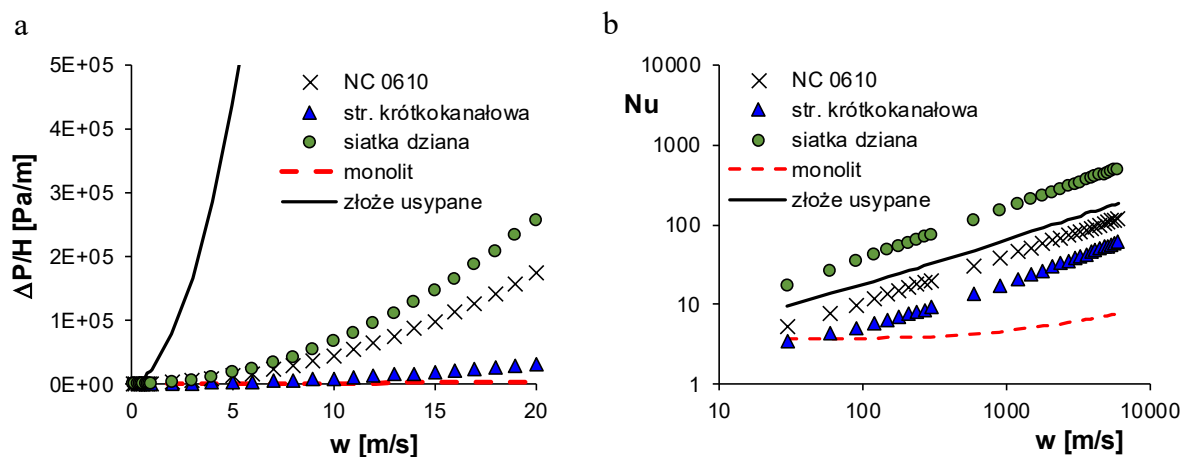 a
5E+05
4E+05
3E+05
2E+05
1E+05
0E+00
ΔP/H [Pa/m]
NC 0610
str. krótkokanałowa
siatka dziana
monolit
złoże usypane
0 5 10 15 20
w [m/s]
b
10000
1000
100
10
1
Nu
NC 0610
str. krótkokanałowa
siatka dziana
monolit
złoże usypane
10 100 1000 10000
w [m/s]